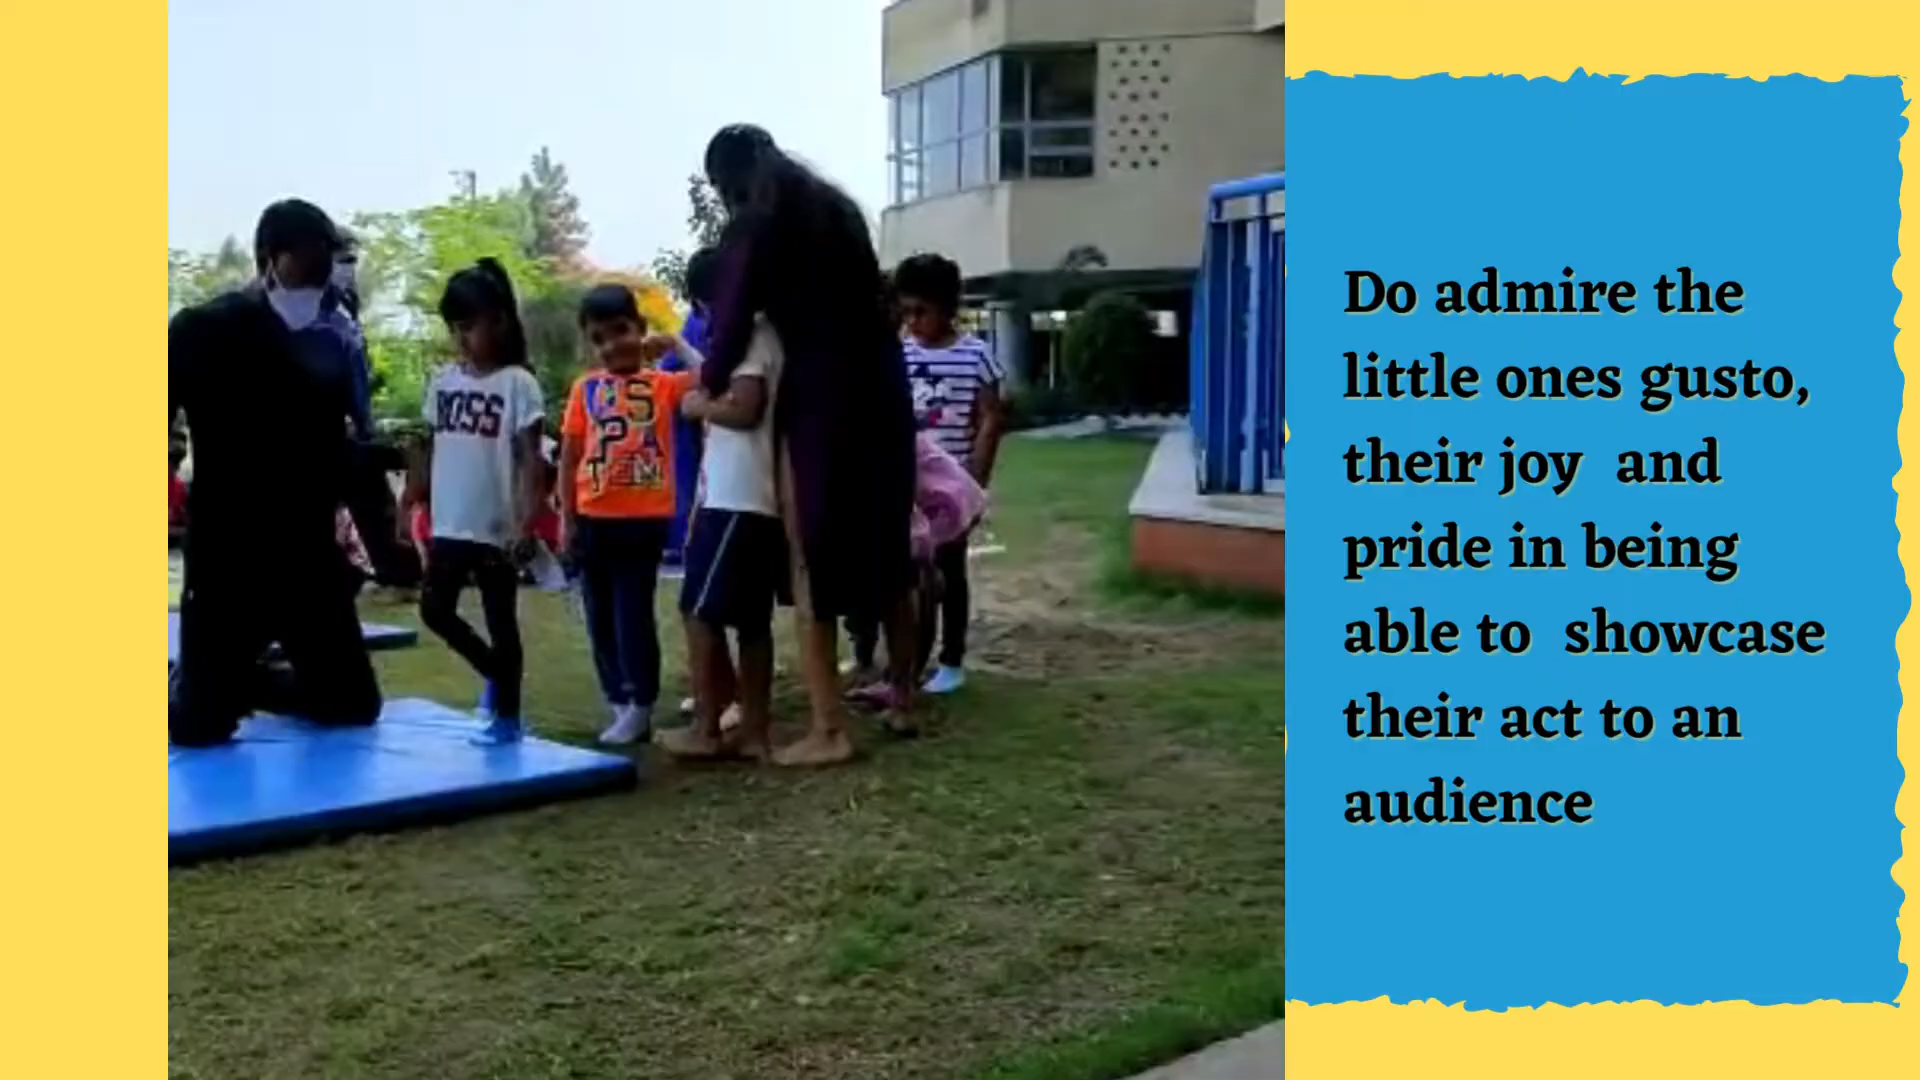 BOSS
Do admire the
little ones gusto,
their joy and
pride in being
able to showcase
their act to an
audience